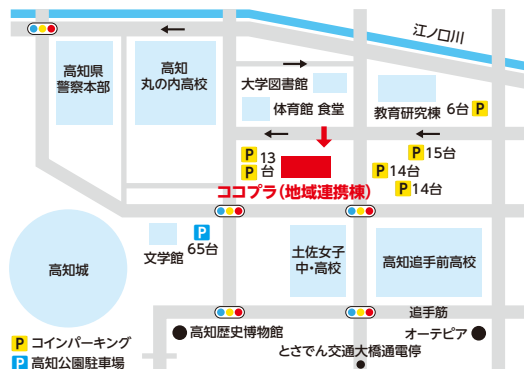 江ノ口川
高知県
警察本部
高知
丸の内高校
大学図書館
体育館 食堂
教育研究棟 6台 P
P 13
P 台
P 15台
P 14台
P 14台
ココプラ(地域連携棟)
高知城
文学館
P
65台
土佐女子
中・高校
高知追手前高校
追手筋
高知歴史博物館
オーテピア
とさでん交通大橋通電停
P コインパーキング
P 高知公園駐車場